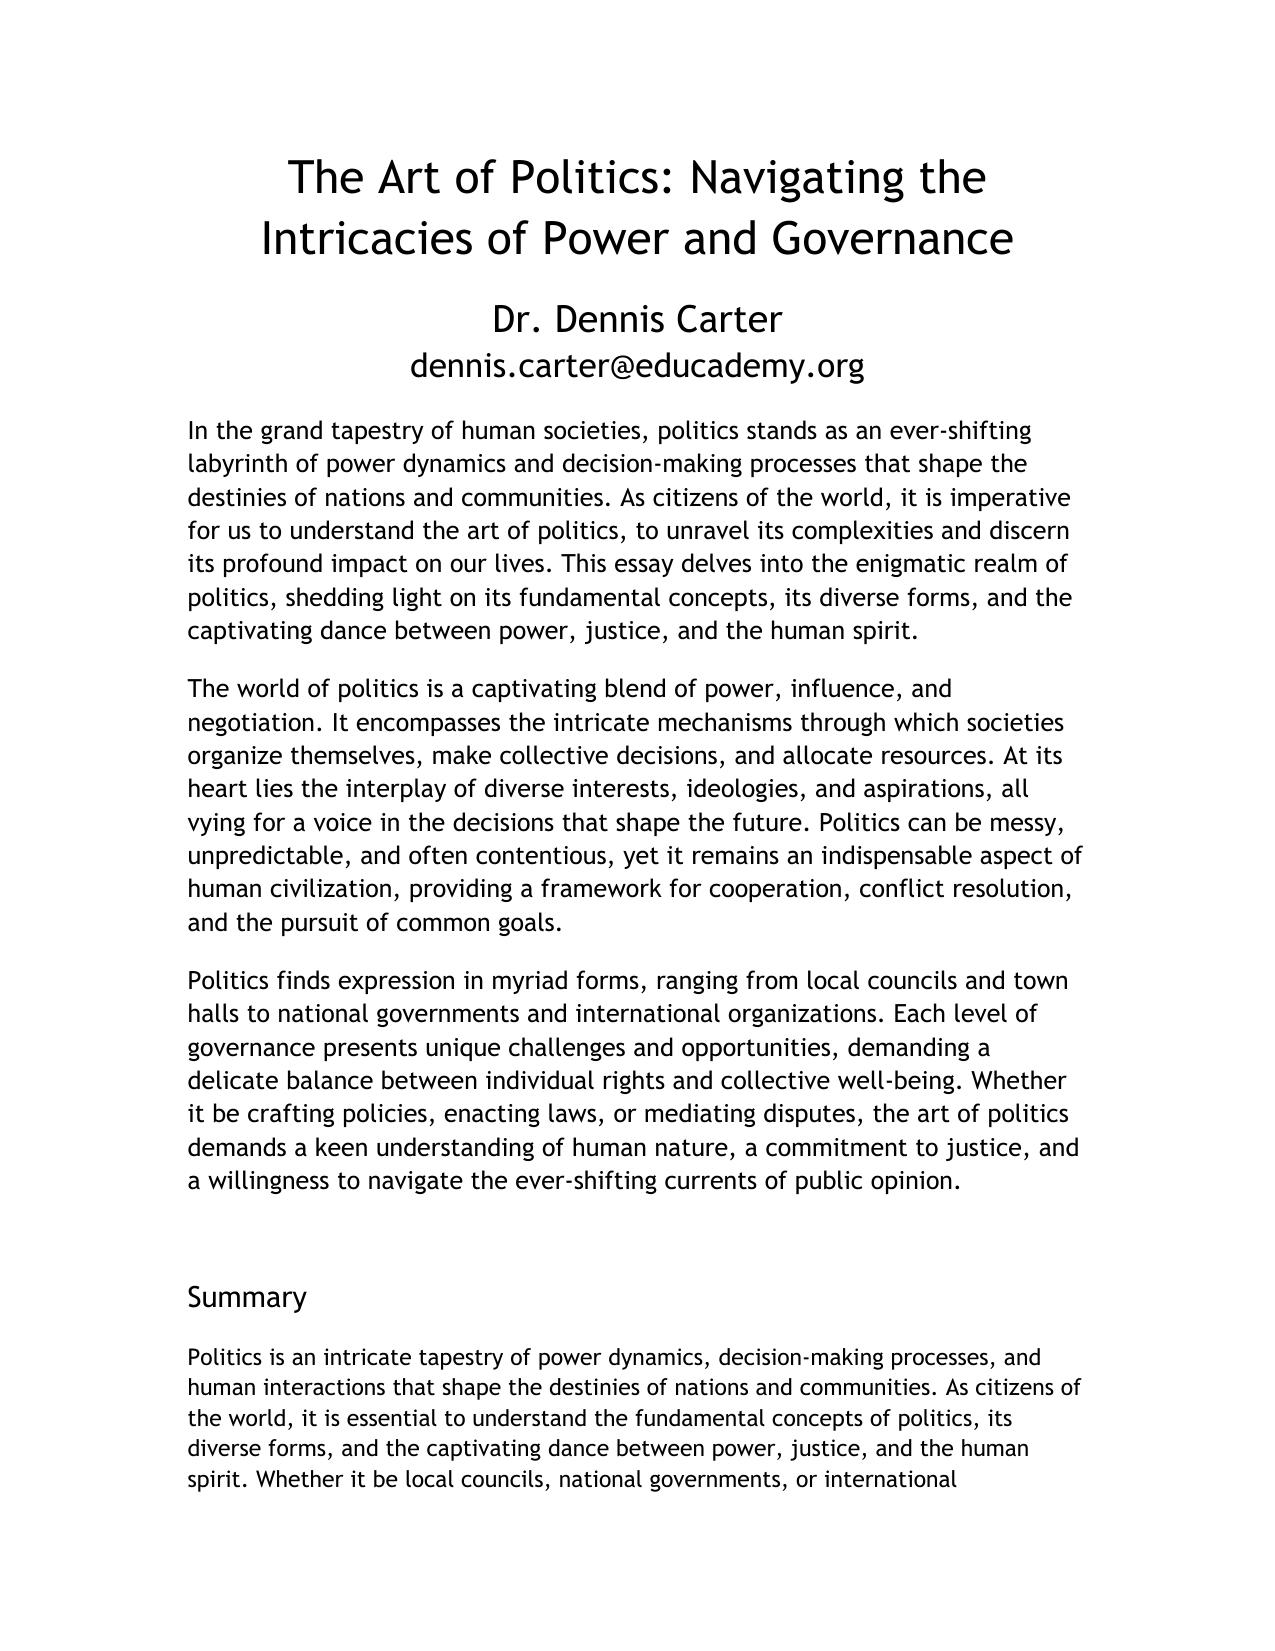 The Art of Politics: Navigating the
Intricacies of Power and Governance
Dr. Dennis Carter
dennis.carter@educademy.org
In the grand tapestry of human societies, politics stands as an ever-shifting
labyrinth of power dynamics and decision-making processes that shape the
destinies of nations and communities. As citizens of the world, it is imperative
for us to understand the art of politics, to unravel its complexities and discern
its profound impact on our lives. This essay delves into the enigmatic realm of
politics, shedding light on its fundamental concepts, its diverse forms, and the
captivating dance between power, justice, and the human spirit.
The world of politics is a captivating blend of power, influence, and
negotiation. It encompasses the intricate mechanisms through which societies
organize themselves, make collective decisions, and allocate resources. At its
heart lies the interplay of diverse interests, ideologies, and aspirations, all
vying for a voice in the decisions that shape the future. Politics can be messy,
unpredictable, and often contentious, yet it remains an indispensable aspect of
human civilization, providing a framework for cooperation, conflict resolution,
and the pursuit of common goals.
Politics finds expression in myriad forms, ranging from local councils and town
halls to national governments and international organizations. Each level of
governance presents unique challenges and opportunities, demanding a
delicate balance between individual rights and collective well-being. Whether
it be crafting policies, enacting laws, or mediating disputes, the art of politics
demands a keen understanding of human nature, a commitment to justice, and
a willingness to navigate the ever-shifting currents of public opinion.
Summary
Politics is an intricate tapestry of power dynamics, decision-making processes, and
human interactions that shape the destinies of nations and communities. As citizens of
the world, it is essential to understand the fundamental concepts of politics, its
diverse forms, and the captivating dance between power, justice, and the human
spirit. Whether it be local councils, national governments, or international